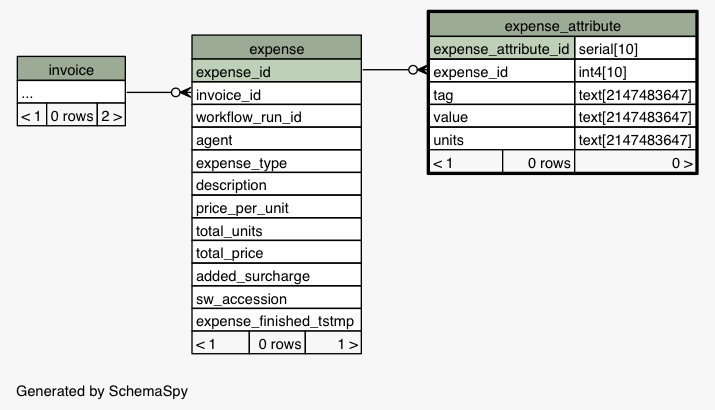 invoice
...
< 1 0 rows 2 >
expense
expense_id
invoice_id
workflow_run_id
agent
expense_type
description
price_per_unit
total_units
total_price
added_surcharge
sw_accession
expense_finished_tstmp
< 1 0 rows 1 >
expense_attribute
expense_attribute_id serial[10]
expense_id int4[10]
tag text[2147483647]
value text[2147483647]
units text[2147483647]
< 1 0 rows 0 >
Generated by SchemaSpy